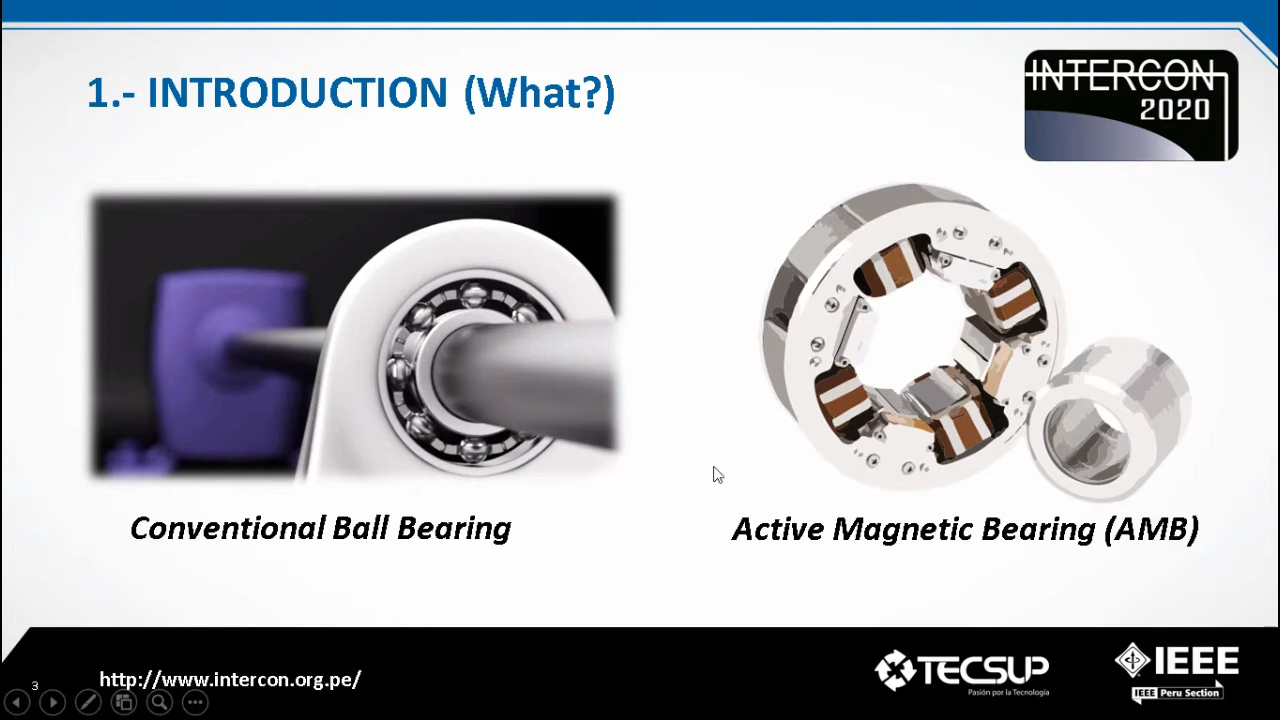 1.- INTRODUCTION (What?)
INTERCON
2020
Conventional Ball Bearing
Active Magnetic Bearing (AMB)
3
http://www.intercon.org.pe/
TECSUP
Pasión por la Tecnología
IEEE
IEEE Peru Section